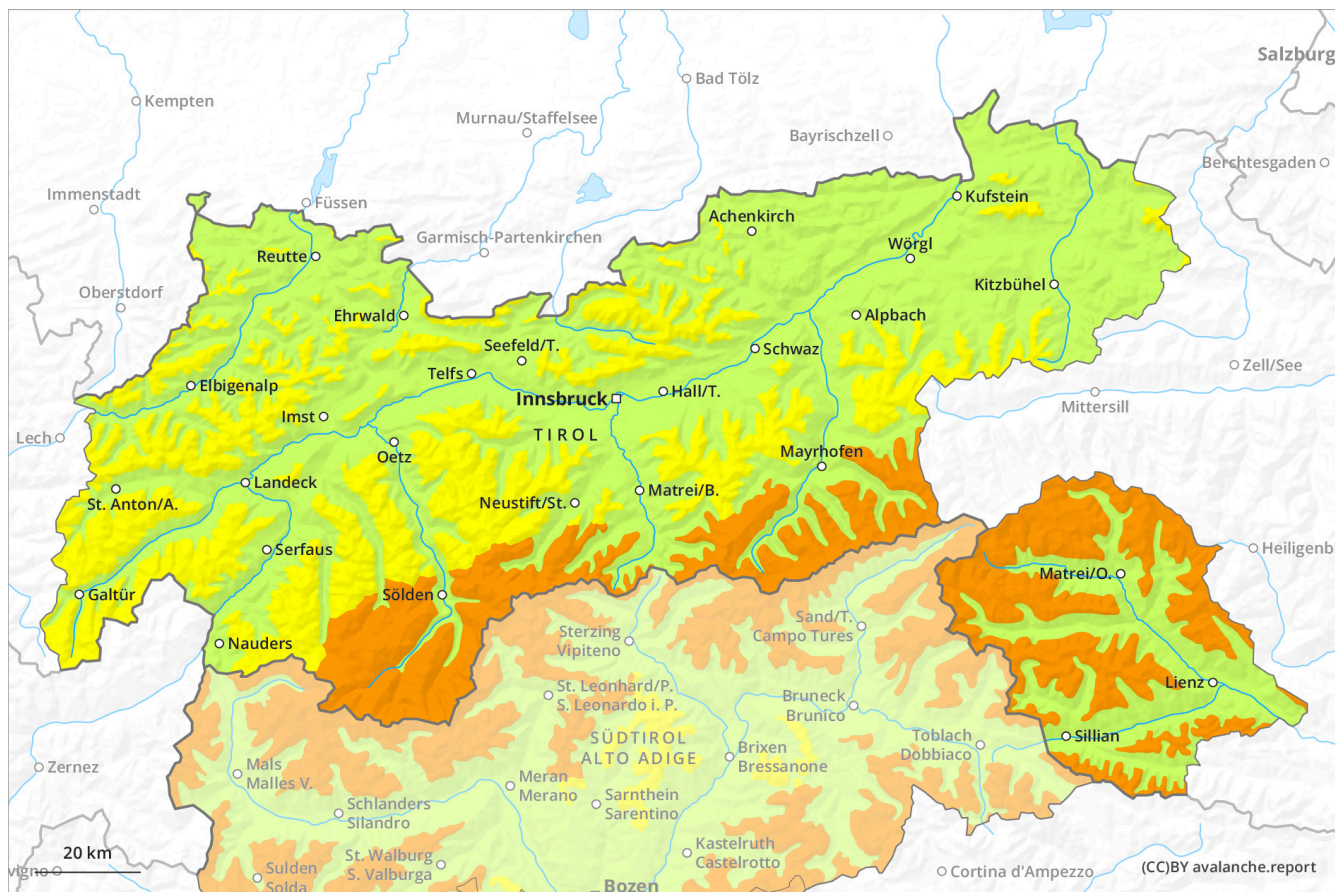 Salzburg
Bad Tölz
Kempten
Murnau/Staffelsee
Bayrischzell
Berchtesgaden
Immenstadt
Füssen
Kufstein
Achenkirch
Garmisch-Partenkirchen
Wörgl
Reutte
Kitzbühel
Oberstdorf
Ehrwald
Alpbach
Seefeld/T.
Schwaz
Zell/See
Telfs
Elbigenalp
Hall/T.
Innsbruck
Mittersill
Imst
Lech
TIROL
Oetz
Mayrhofen
Landeck
St. Anton/A.
Neustift/St.
Matrei/B.
Serfaus
Heiligenb
Matrei/O.
Galtür
Sölden
Sand/T.
Campo Tures
Sterzing
Vipiteno
Nauders
Lienz
St. Leonhard/P.
S. Leonardo i. P.
Bruneck
Brunico
SÜDTIROL
ALTO ADIGE
Toblach
Dobbiaco
Sillian
Brixen
Bressanone
Zernez
Mals
Malles V.
Meran
Merano
Sarnthein
Sarentino
Schlanders
Silandro
20 km
Kastelruth
Castelrotto
St. Walburg
S. Valburga
vigno
Cortina d'Ampezzo
(CC)BY avalanche.report
Sulden
Solda
Bozen